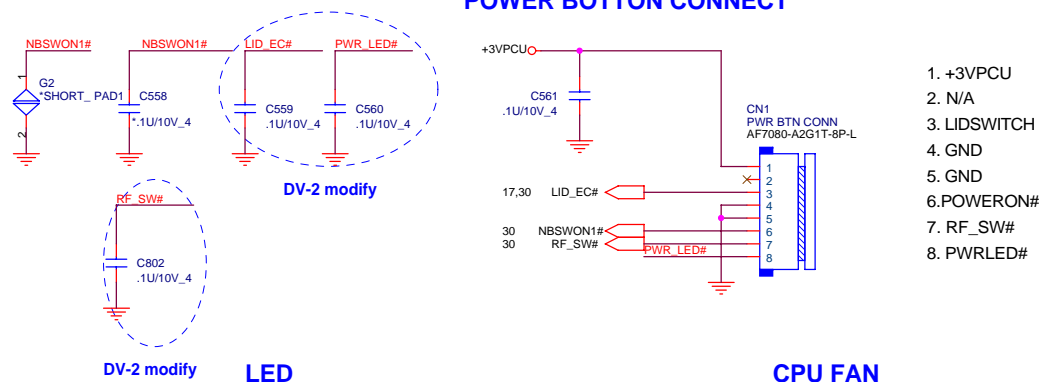 POWER BOTTON CONNECT
NBSWON1#
NBSWON1#
LID_EC#
PWR_LED#
1
G2
*SHORT_ PAD1
2
C558
*.1U/10V_4
C559
.1U/10V_4
C560
.1U/10V_4
DV-2 modify
RF_SW#
C802
.1U/10V_4
DV-2 modify
+3VPCU
C561
.1U/10V_4
CN1
PWR BTN CONN
AF7080-A2G1T-8P-L
1
2
3
4
5
6
7
8
17,30 LID_EC#
30 NBSWON1#
30 RF_SW#
PWR_LED#
1. +3VPCU
2. N/A
3. LIDSWITCH
4. GND
5. GND
6.POWERON#
7. RF_SW#
8. PWRLED#
LED
CPU FAN